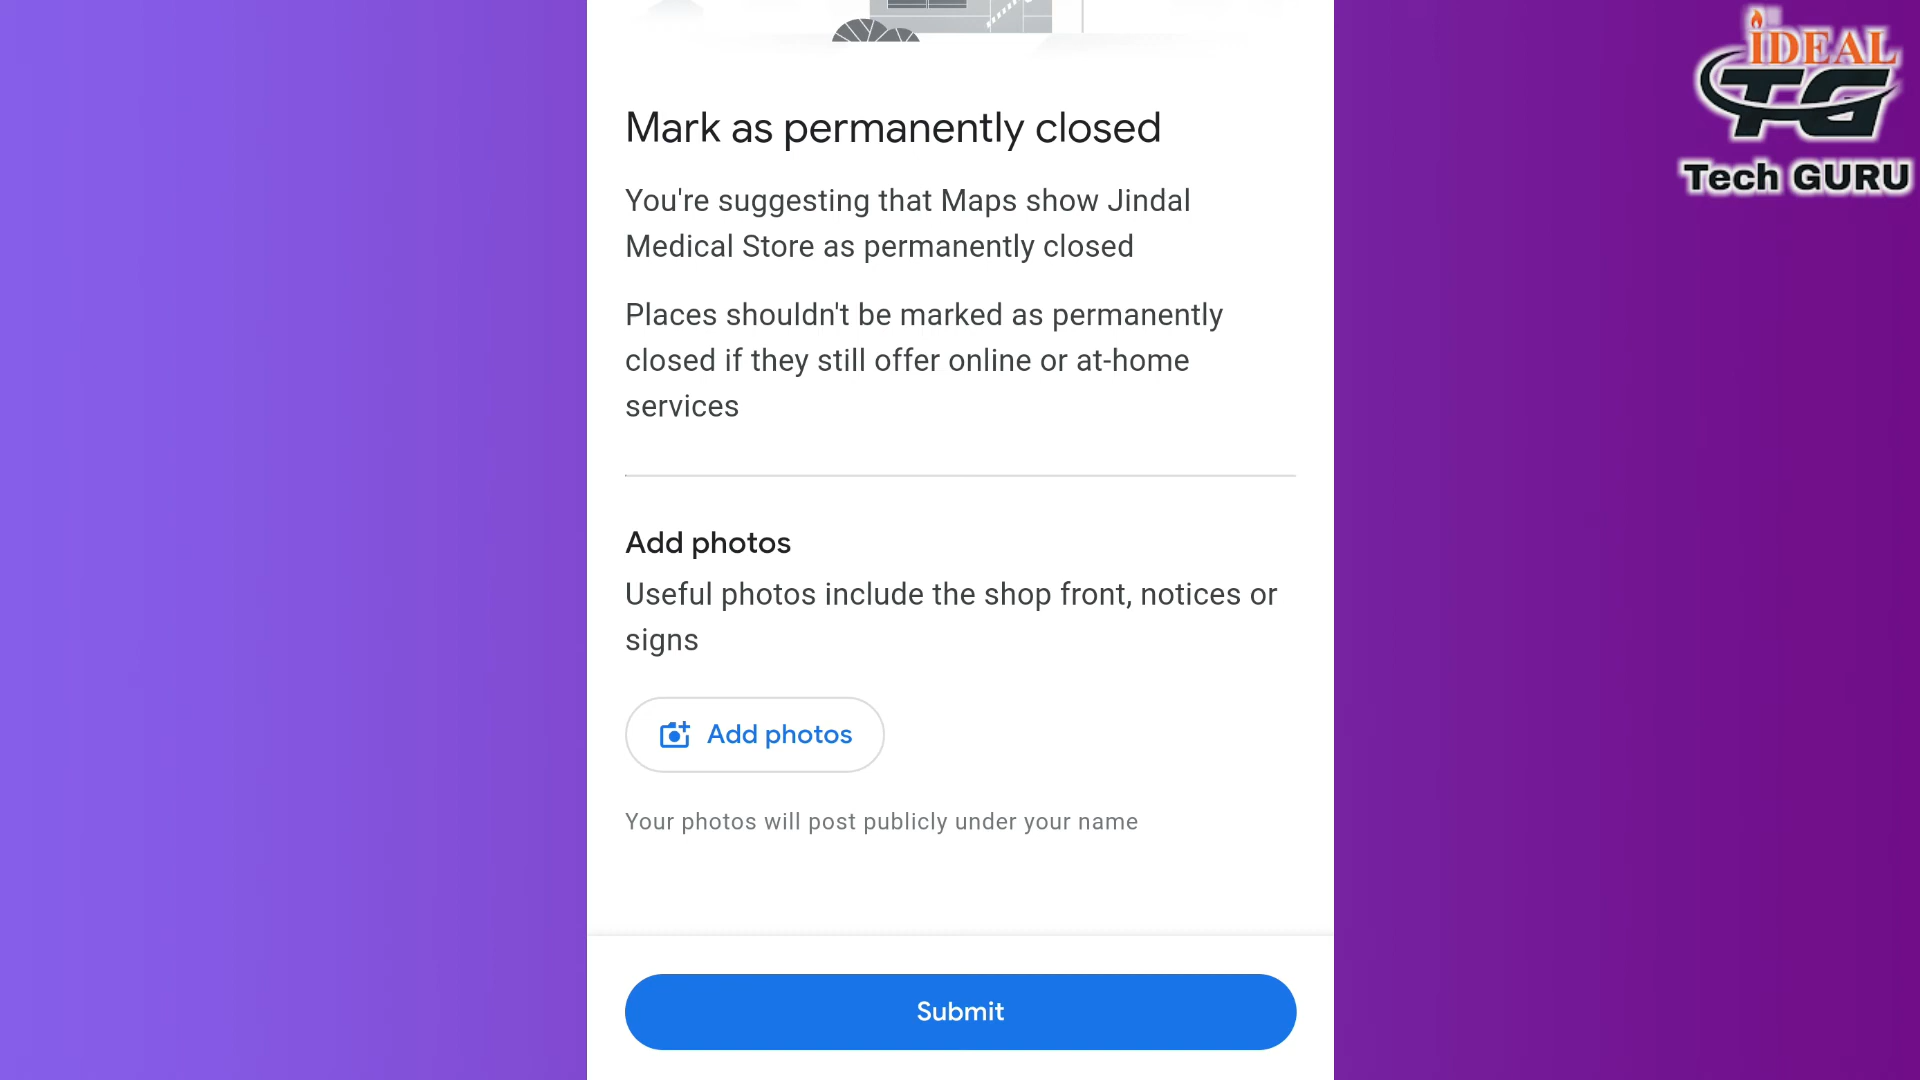 iDEAL
TG
Tech GURU
Mark as permanently closed
You're suggesting that Maps show Jindal
Medical Store as permanently closed
Places shouldn't be marked as permanently
closed if they still offer online or at-home
services
Add photos
Useful photos include the shop front, notices or
signs
Add photos
Your photos will post publicly under your name
Submit